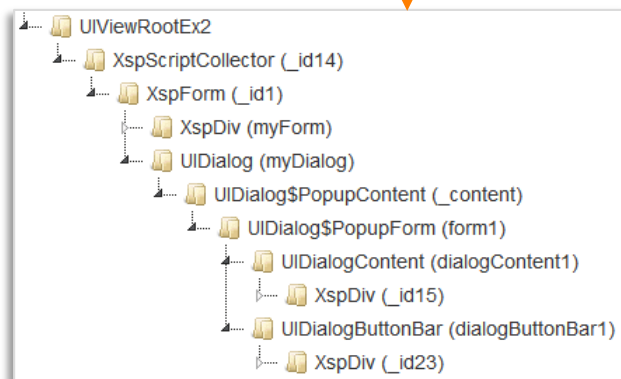 UIViewRootEx2
XspScriptCollector (_id14)
XspForm (_id1)
XspDiv (myForm)
UIDialog (myDialog)
UIDialog$PopupContent (_content)
UIDialog$PopupForm (form1)
UIDialogContent (dialogContent1)
XspDiv (_id15)
UIDialogButtonBar (dialogButtonBar1)
XspDiv (_id23)